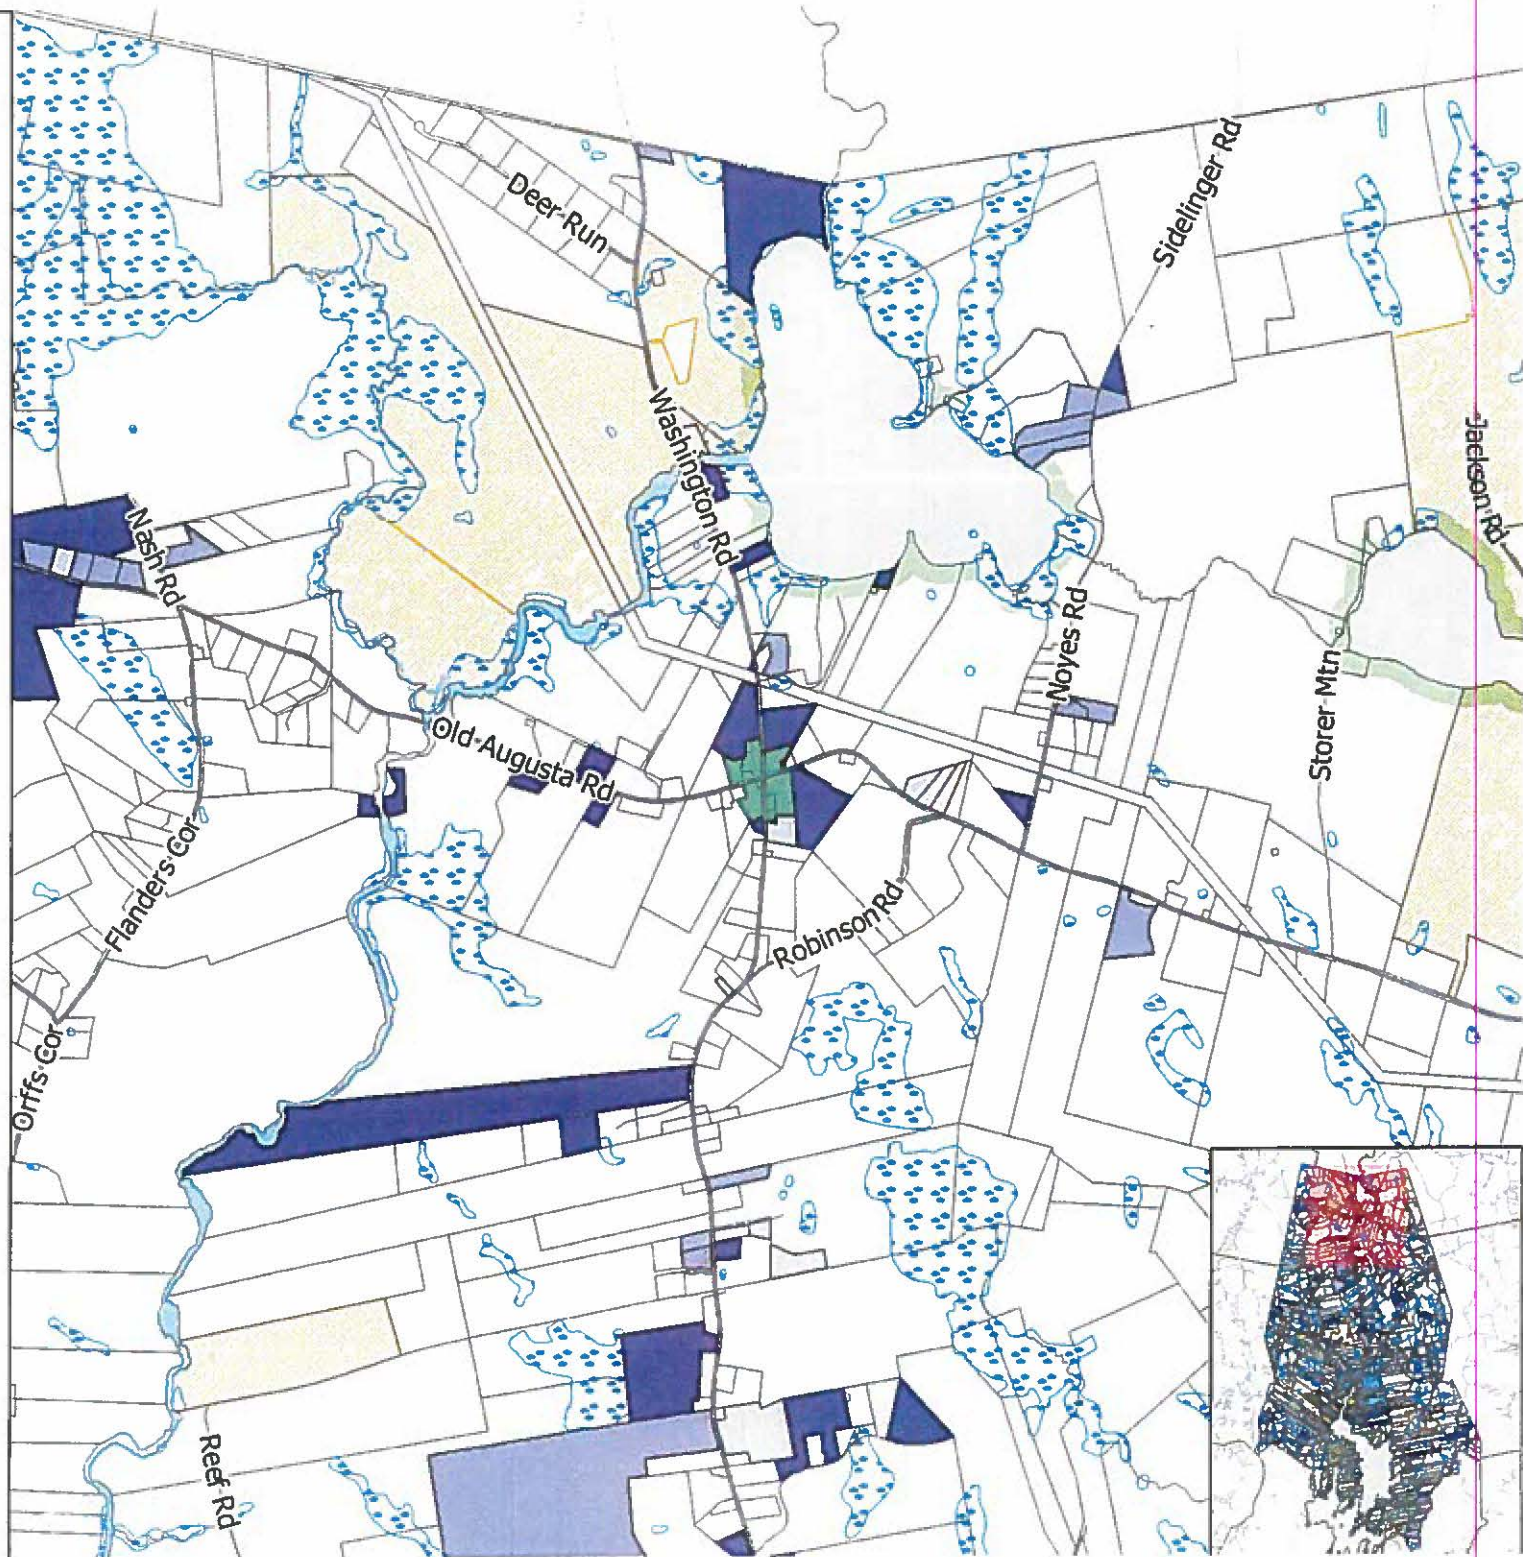 Sidelinger Rd
Deer Run
Washington Rd
Jackson Rd
Nash Rd
Noyes Rd
Storer Mtn
Old Augusta Rd
Flanders Cor
Robinson Rd
Orffs Cor
Reef Rd